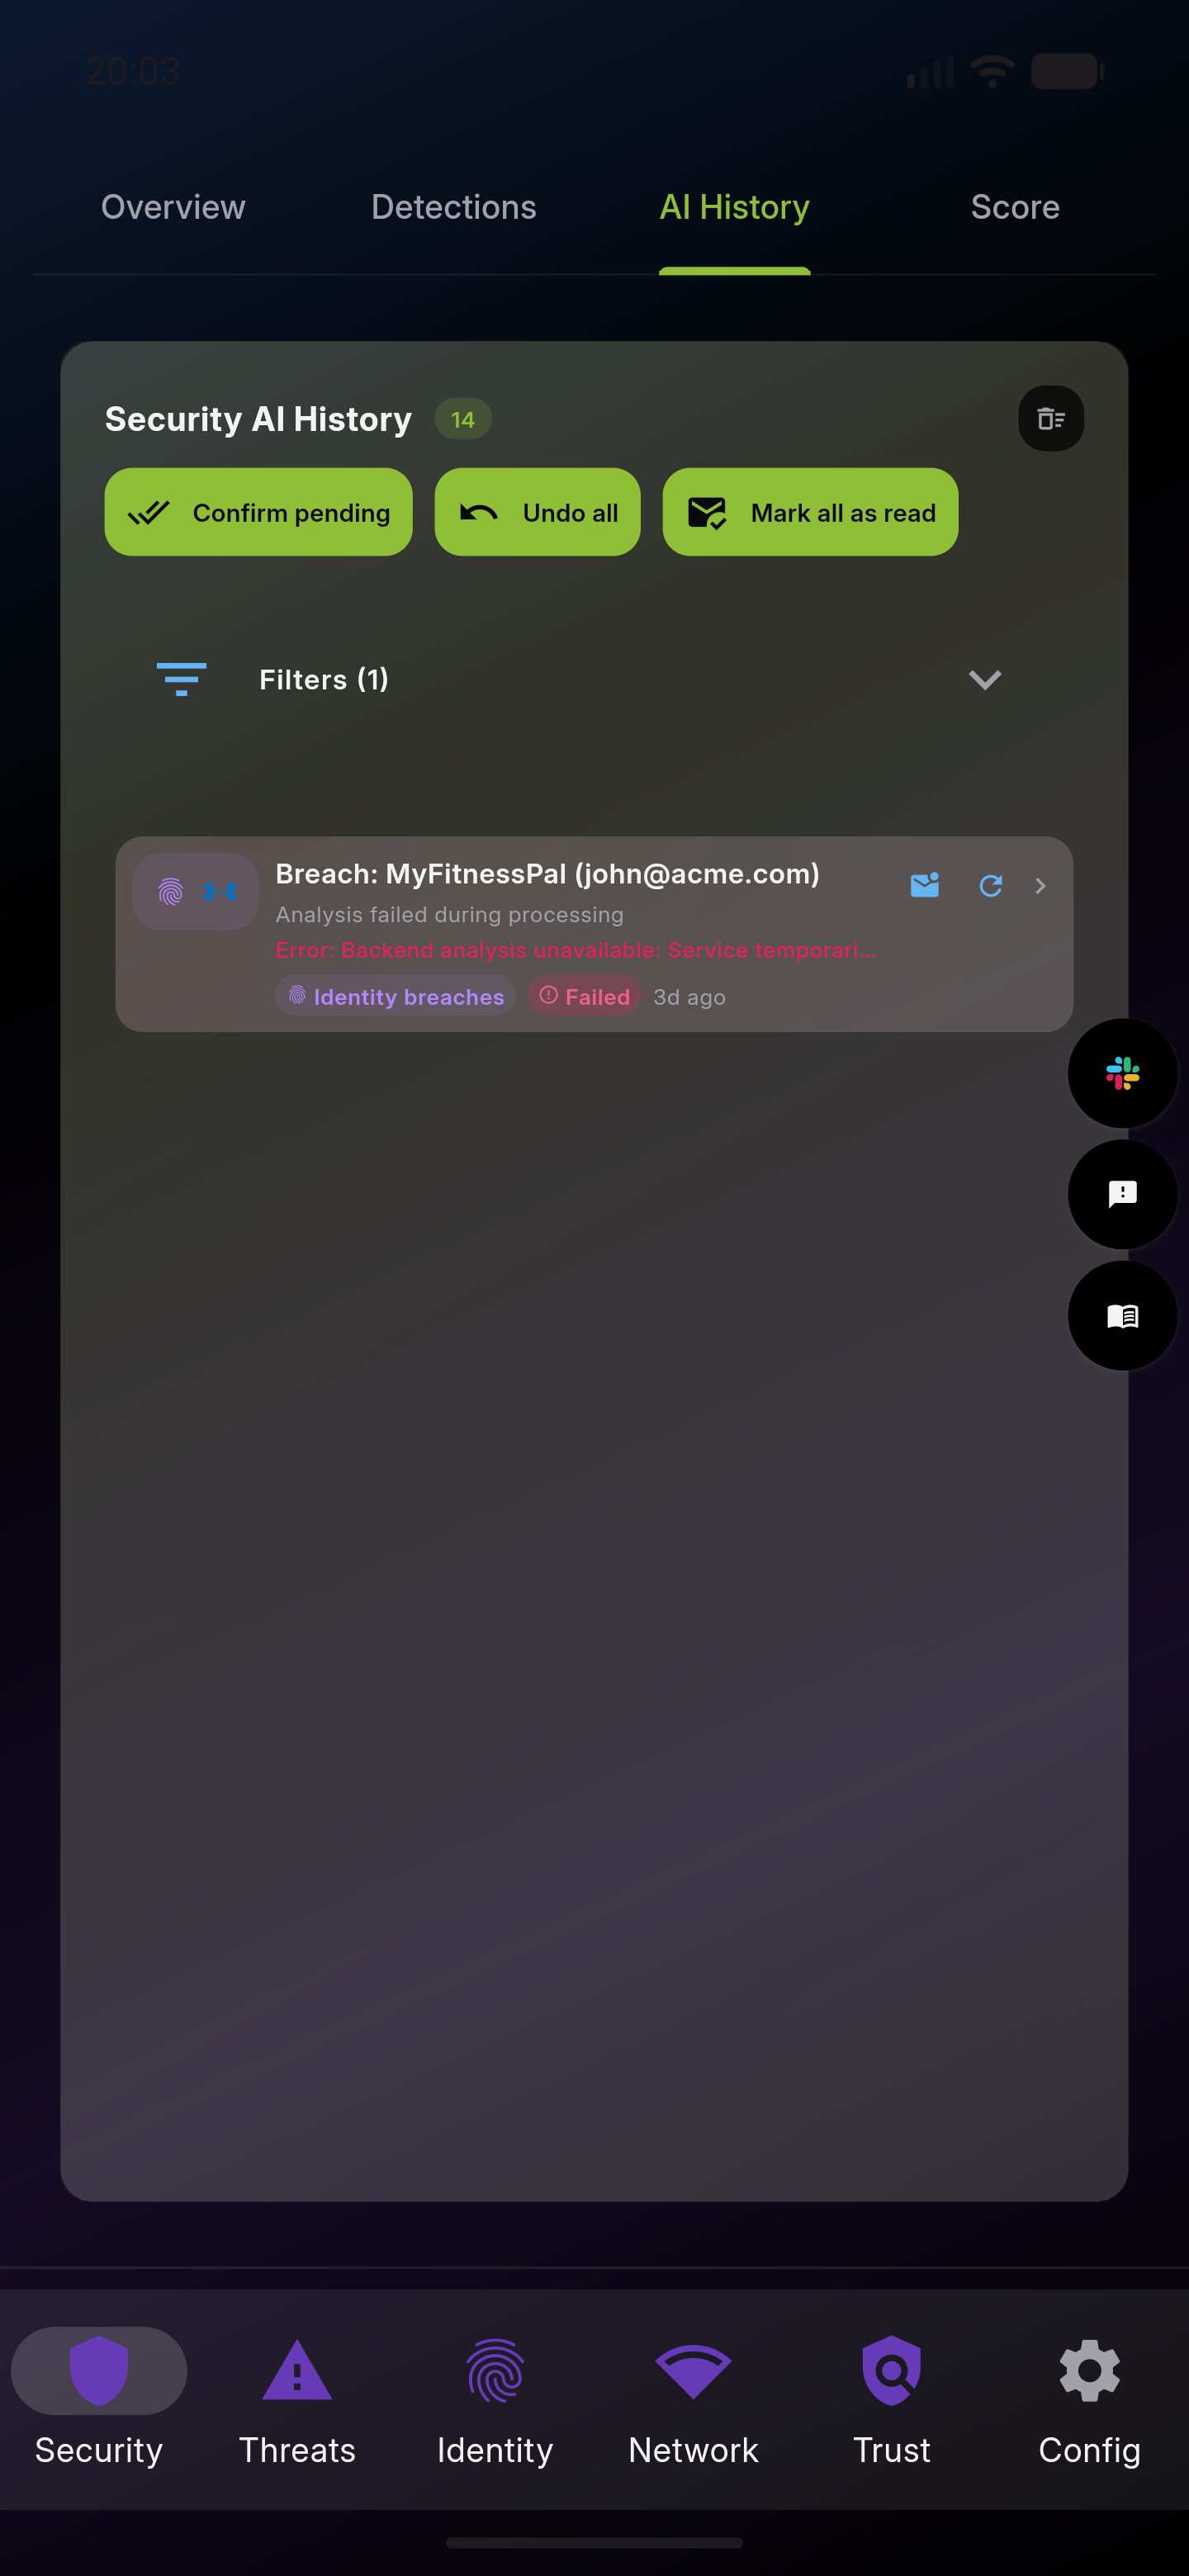 20:03
Overview
Detections
AI History
Score
Security AI History
14
Confirm pending
Undo all
Mark all as read
Filters (1)
Breach: MyFitnessPal (john@acme.com)
Analysis failed during processing
Error: Backend analysis unavailable: Service temporari...
Identity breaches
Failed
3d ago
Security
Threats
Identity
Network
Trust
Config